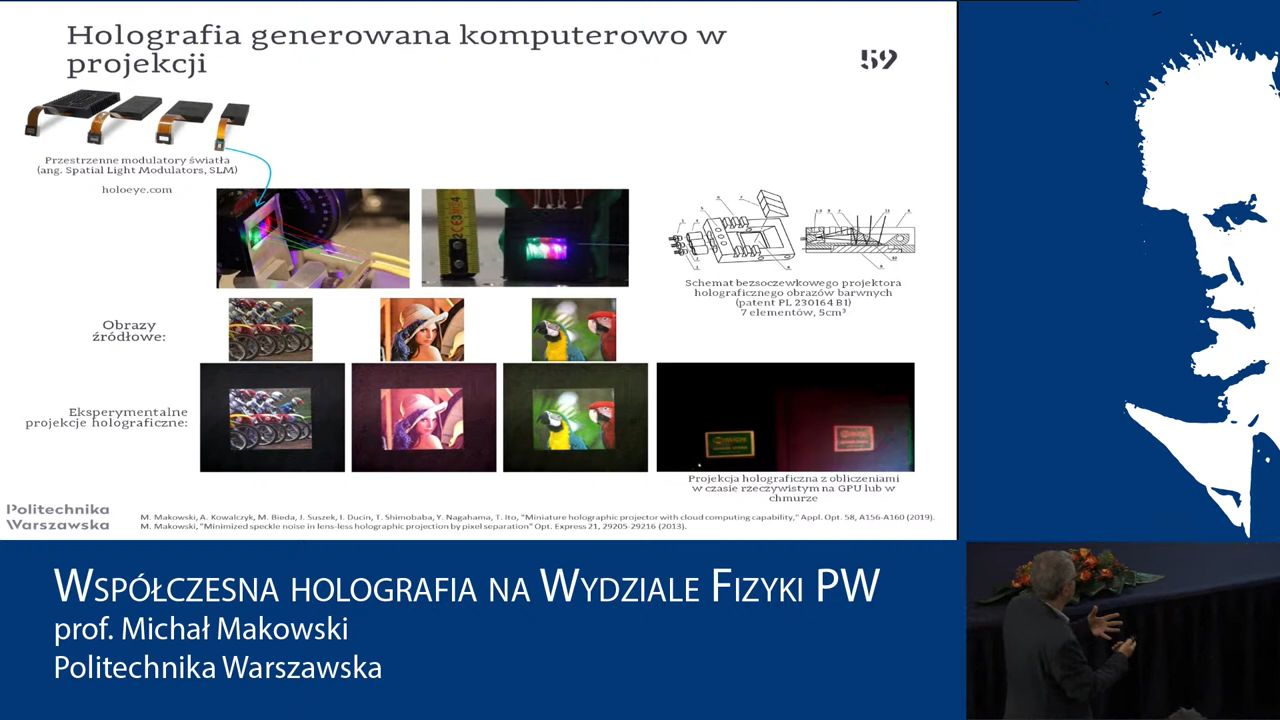 Holografia generowana komputerowo w
projekcji
59
Przestrzenne modulatory światła
(ang. Spatial Light Modulators, SLM)
holoeye.com
Schemat bezsoczewkowego projektora
holograficznego obrazów barwnych
(patent PL 230164 B1)
7 elementów, 5cm³
Obrazy
źródłowe:
Eksperymentalne
projekcje holograficzne:
Projekcja holograficzna z obliczeniami
w czasie rzeczywistym na GPU lub w
chmurze
Politechnika
Warszawska
M. Makowski, A. Kowalczyk, M. Bieda, J. Suszek, I. Ducin, T. Shimobaba, Y. Nagahama, T. Ito, "Miniature holographic projector with cloud computing capability," Appl. Opt. 58, A156-A160 (2019).
M. Makowski, "Minimized speckle noise in lens-less holographic projection by pixel separation" Opt. Express 21, 29205-29216 (2013).
Współczesna holografia na Wydziale Fizyki PW
prof. Michał Makowski
Politechnika Warszawska